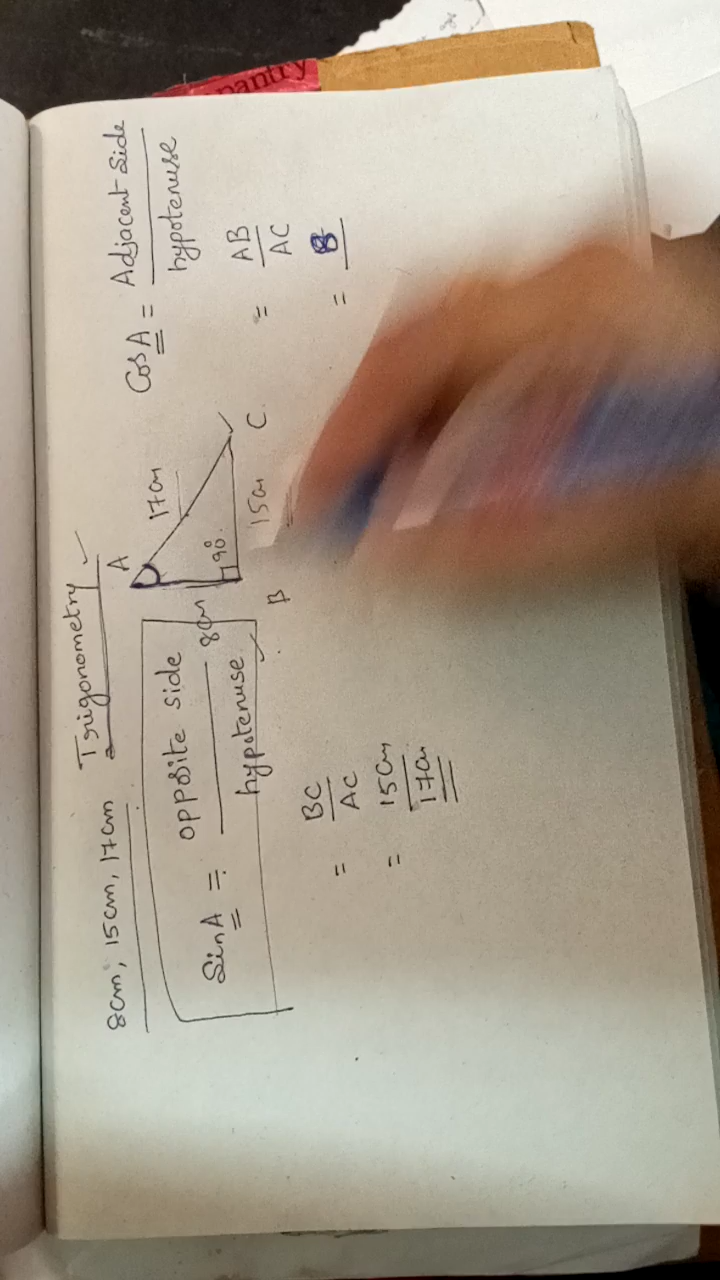 8cm, 15cm, 17cm
Trigonometry
Sin A = opposite side
hypotenuse
= BC
AC
= 15cm
17cm
A
17cm
8cm
90°
B
15cm
C
Cos A = Adjacent Side
hypotenuse
= AB
AC
= 8
pantry